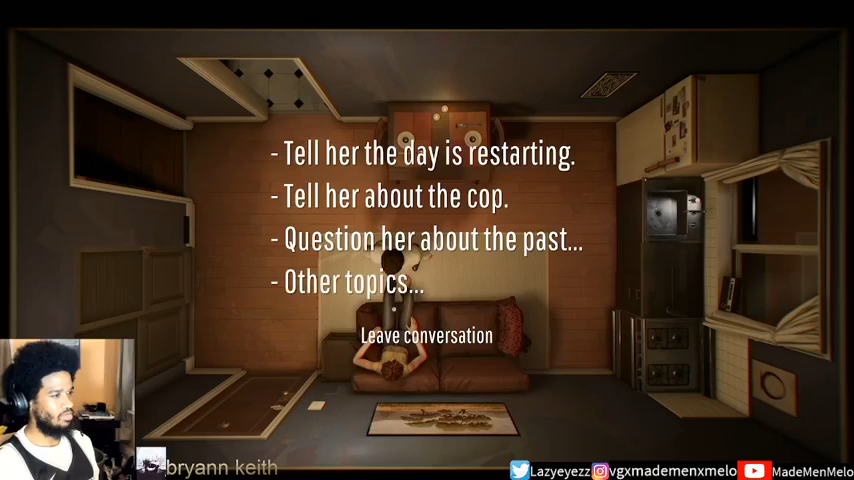 - Tell her the day is restarting.
- Tell her about the cop.
- Question her about the past...
- Other topics...
Leave conversation
bryann keith
Lazyeyezz vgxmademenxmelo MadeMenMelo